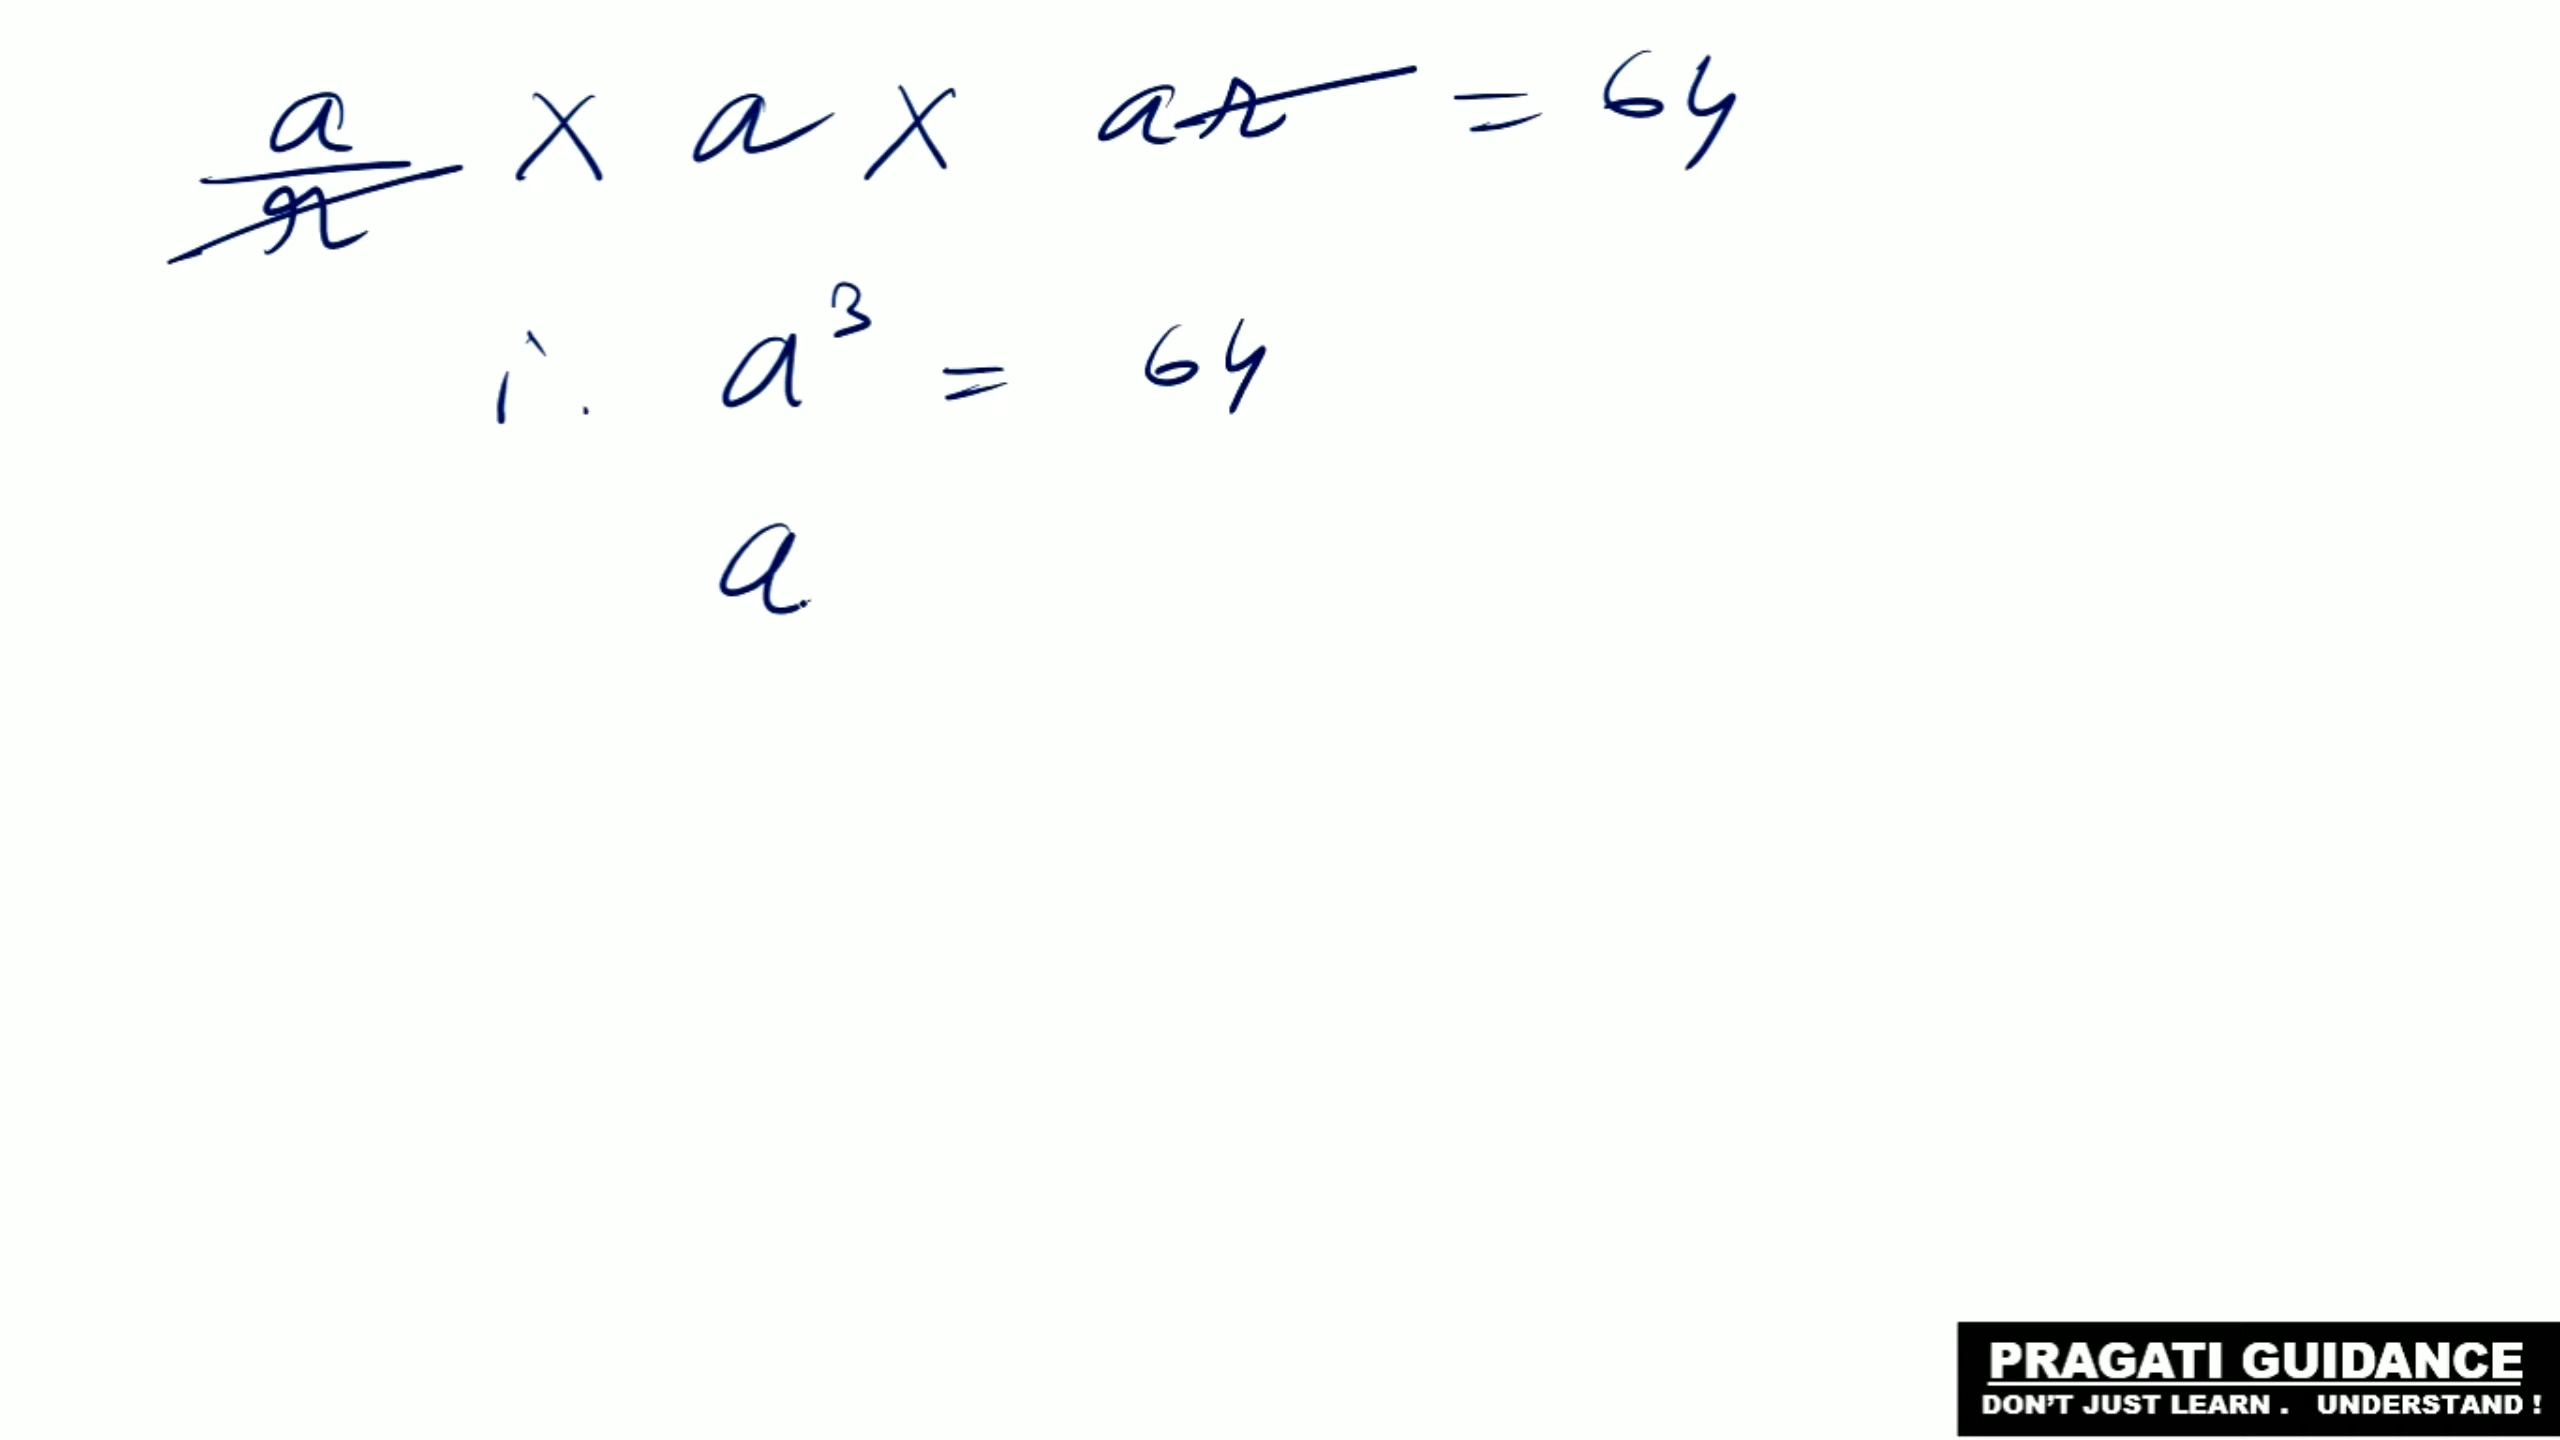 a/r × a × ar = 64
∴ a³ = 64
a
PRAGATI GUIDANCE
DON'T JUST LEARN . UNDERSTAND !